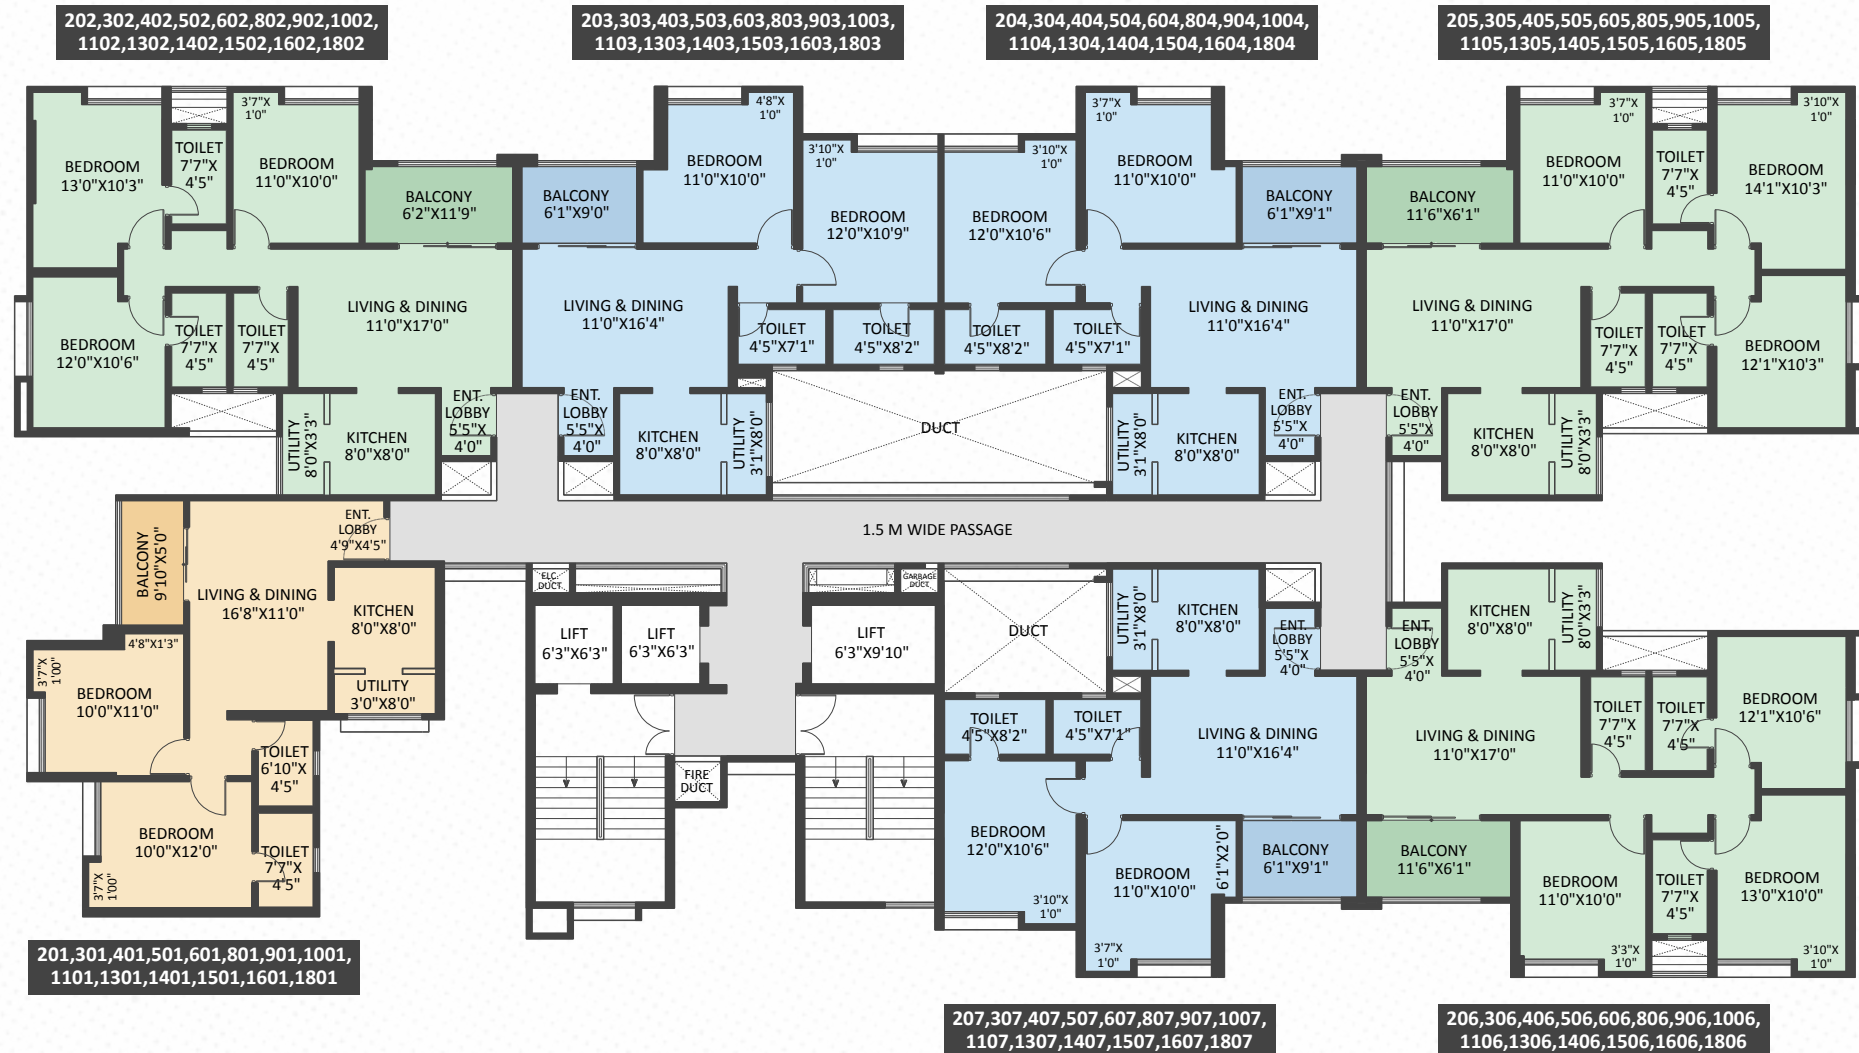 202,302,402,502,602,802,902,1002,
1102,1302,1402,1502,1602,1802
203,303,403,503,603,803,903,1003,
1103,1303,1403,1503,1603,1803
204,304,404,504,604,804,904,1004,
1104,1304,1404,1504,1604,1804
205,305,405,505,605,805,905,1005,
1105,1305,1405,1505,1605,1805
BEDROOM
13'0"X10'3"
TOILET
7'7"X
4'5"
3'7"X
1'0"
BEDROOM
11'0"X10'0"
BALCONY
6'2"X11'9"
BEDROOM
12'0"X10'6"
TOILET
7'7"X
4'5"
TOILET
7'7"X
4'5"
LIVING & DINING
11'0"X17'0"
UTILITY
8'0"X3'3"
KITCHEN
8'0"X8'0"
ENT.
LOBBY
5'5"X
4'0"
BALCONY
6'1"X9'0"
4'8"X
1'0"
BEDROOM
11'0"X10'0"
3'10"X
1'0"
BEDROOM
12'0"X10'9"
LIVING & DINING
11'0"X16'4"
TOILET
4'5"X7'1"
TOILET
4'5"X8'2"
ENT.
LOBBY
5'5"X
4'0"
KITCHEN
8'0"X8'0"
UTILITY
3'1"X8'0"
DUCT
3'10"X
1'0"
BEDROOM
12'0"X10'6"
3'7"X
1'0"
BEDROOM
11'0"X10'0"
BALCONY
6'1"X9'1"
LIVING & DINING
11'0"X16'4"
TOILET
4'5"X8'2"
TOILET
4'5"X7'1"
UTILITY
3'1"X8'0"
KITCHEN
8'0"X8'0"
ENT.
LOBBY
5'5"X
4'0"
BALCONY
11'6"X6'1"
3'7"X
1'0"
BEDROOM
11'0"X10'0"
TOILET
7'7"X
4'5"
3'10"X
1'0"
BEDROOM
14'1"X10'3"
LIVING & DINING
11'0"X17'0"
TOILET
7'7"X
4'5"
TOILET
7'7"X
4'5"
BEDROOM
12'1"X10'3"
ENT.
LOBBY
5'5"X
4'0"
KITCHEN
8'0"X8'0"
UTILITY
8'0"X3'3"
1.5 M WIDE PASSAGE
BALCONY
9'10"X5'0"
ENT.
LOBBY
4'9"X4'5"
LIVING & DINING
16'8"X11'0"
KITCHEN
8'0"X8'0"
4'8"X1'3"
3'7"X
1'00"
BEDROOM
10'0"X11'0"
UTILITY
3'0"X8'0"
TOILET
6'10"X
4'5"
BEDROOM
10'0"X12'0"
3'7"X
1'00"
TOILET
7'7"X
4'5"
ELC.
DUCT
GARBAGE
DUCT
LIFT
6'3"X6'3"
LIFT
6'3"X6'3"
LIFT
6'3"X9'10"
FIRE
DUCT
DUCT
UTILITY
3'1"X8'0"
KITCHEN
8'0"X8'0"
ENT.
LOBBY
5'5"X
4'0"
TOILET
4'5"X8'2"
TOILET
4'5"X7'1"
LIVING & DINING
11'0"X16'4"
BEDROOM
12'0"X10'6"
3'10"X
1'0"
BEDROOM
11'0"X10'0"
3'7"X
1'0"
6'1"X2'0"
BALCONY
6'1"X9'1"
ENT.
LOBBY
5'5"X
4'0"
KITCHEN
8'0"X8'0"
UTILITY
8'0"X3'3"
LIVING & DINING
11'0"X17'0"
TOILET
7'7"X
4'5"
TOILET
7'7"X
4'5"
BEDROOM
12'1"X10'6"
BALCONY
11'6"X6'1"
BEDROOM
11'0"X10'0"
3'3"X
1'0"
TOILET
7'7"X
4'5"
BEDROOM
13'0"X10'0"
3'10"X
1'0"
201,301,401,501,601,801,901,1001,
1101,1301,1401,1501,1601,1801
207,307,407,507,607,807,907,1007,
1107,1307,1407,1507,1607,1807
206,306,406,506,606,806,906,1006,
1106,1306,1406,1506,1606,1806